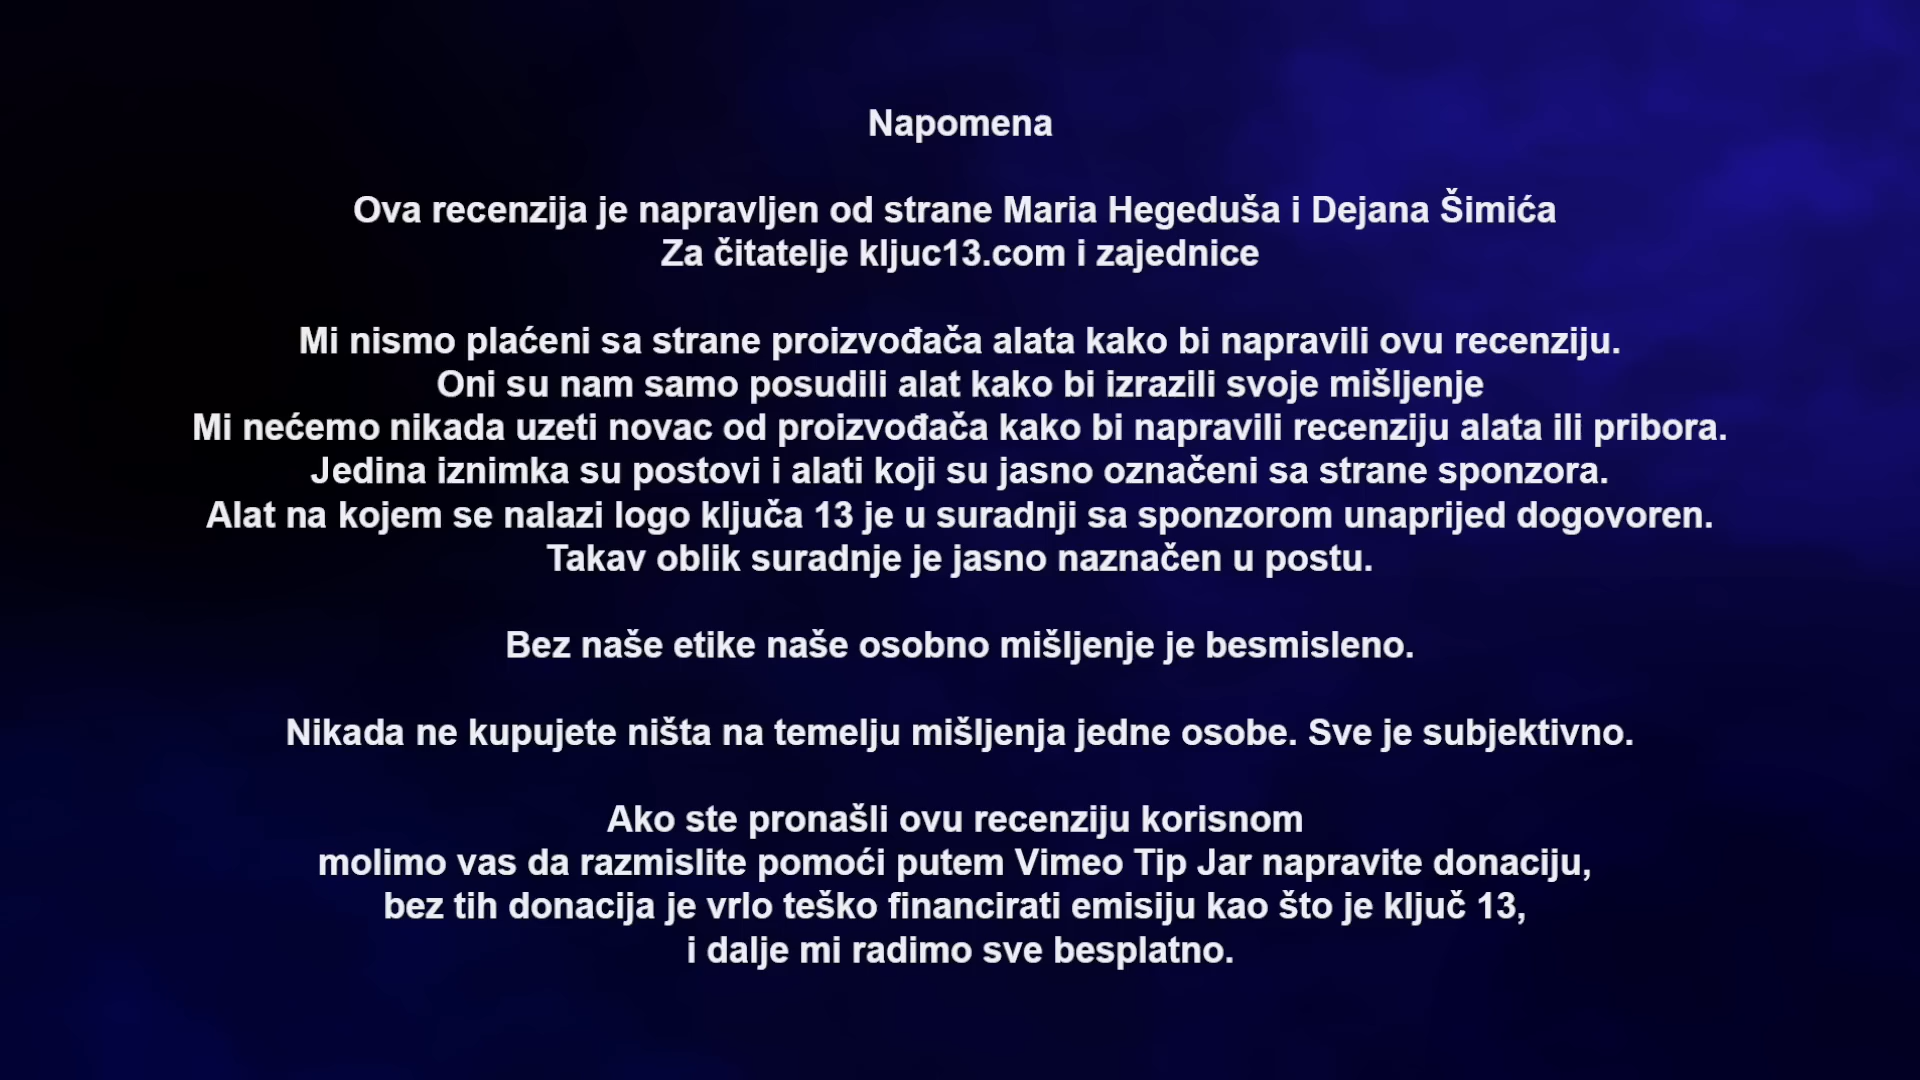 Napomena
Ova recenzija je napravljen od strane Maria Hegeduša i Dejana Šimića
Za čitatelje kljuc13.com i zajednice
Mi nismo plaćeni sa strane proizvođača alata kako bi napravili ovu recenziju.
Oni su nam samo posudili alat kako bi izrazili svoje mišljenje
Mi nećemo nikada uzeti novac od proizvođača kako bi napravili recenziju alata ili pribora.
Jedina iznimka su postovi i alati koji su jasno označeni sa strane sponzora.
Alat na kojem se nalazi logo ključa 13 je u suradnji sa sponzorom unaprijed dogovoren.
Takav oblik suradnje je jasno naznačen u postu.
Bez naše etike naše osobno mišljenje je besmisleno.
Nikada ne kupujete ništa na temelju mišljenja jedne osobe. Sve je subjektivno.
Ako ste pronašli ovu recenziju korisnom
molimo vas da razmislite pomoći putem Vimeo Tip Jar napravite donaciju,
bez tih donacija je vrlo teško financirati emisiju kao što je ključ 13,
i dalje mi radimo sve besplatno.